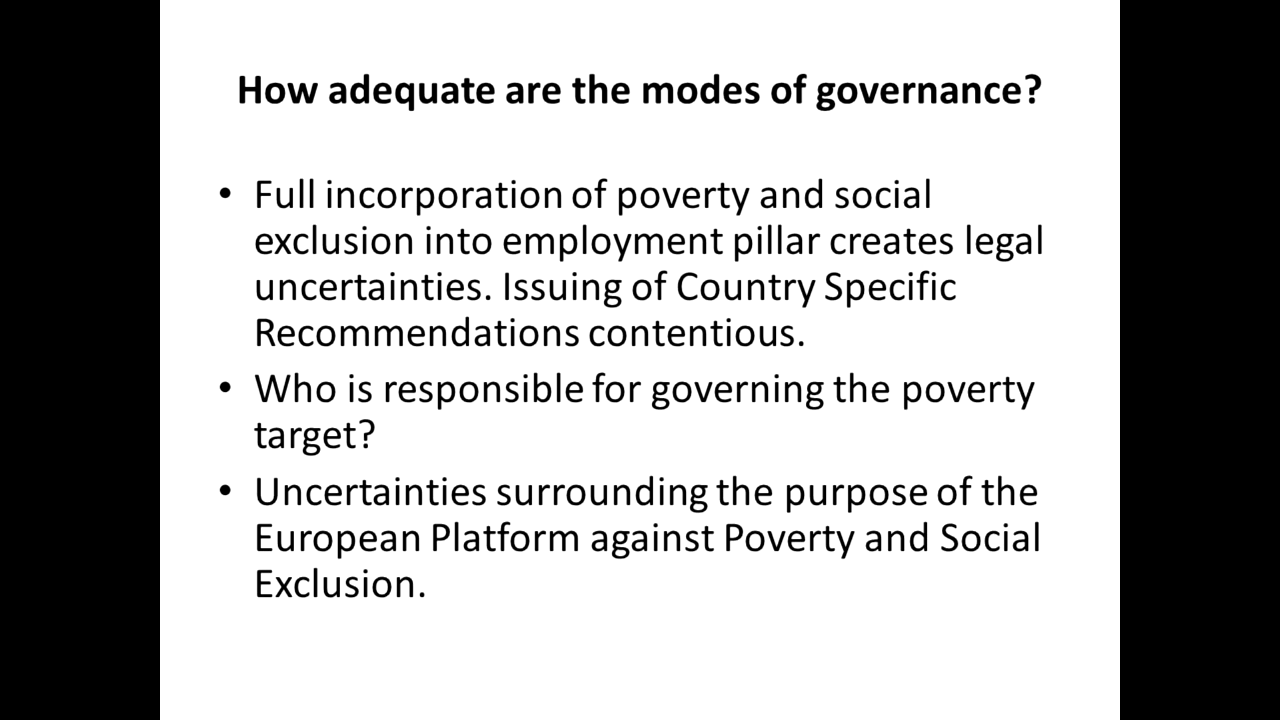 How adequate are the modes of governance?
• Full incorporation of poverty and social
exclusion into employment pillar creates legal
uncertainties. Issuing of Country Specific
Recommendations contentious.
• Who is responsible for governing the poverty
target?
• Uncertainties surrounding the purpose of the
European Platform against Poverty and Social
Exclusion.